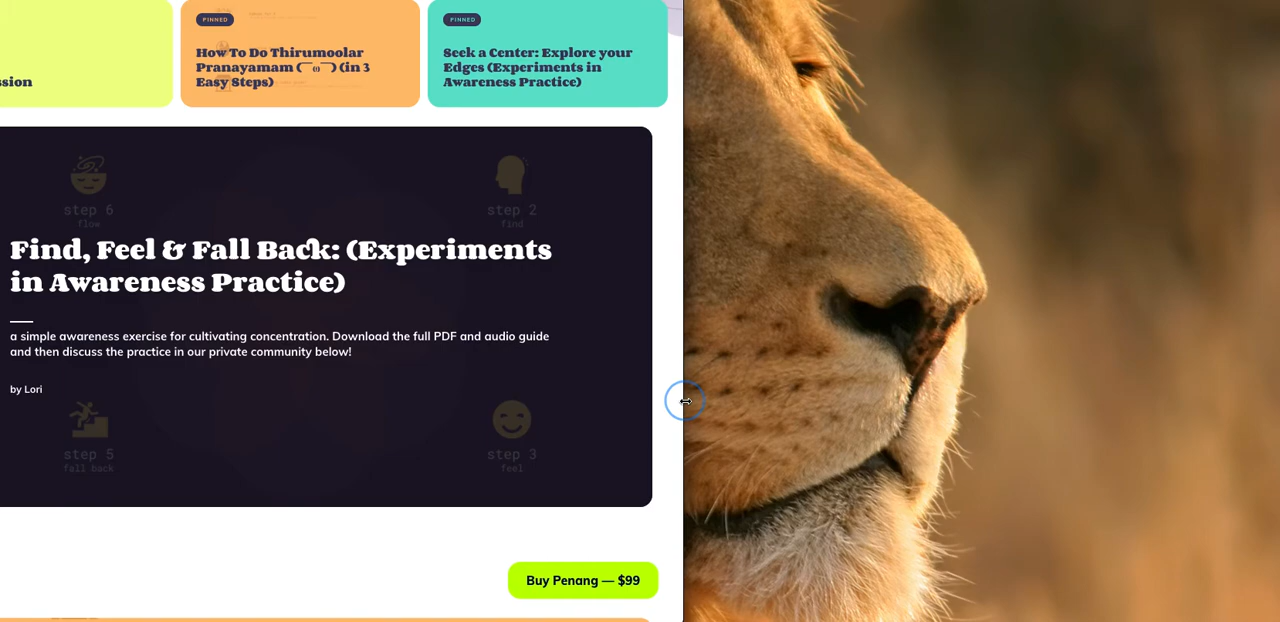 PINNED
PINNED
ssion
How To Do Thirumoolar
Pranayamam (¯ω¯) (in 3
Easy Steps)
Seek a Center: Explore your
Edges (Experiments in
Awareness Practice)
step 6
flow
step 2
find
Find, Feel & Fall Back: (Experiments
in Awareness Practice)
a simple awareness exercise for cultivating concentration. Download the full PDF and audio guide
and then discuss the practice in our private community below!
by Lori
step 5
fall back
step 3
feel
Buy Penang — $99